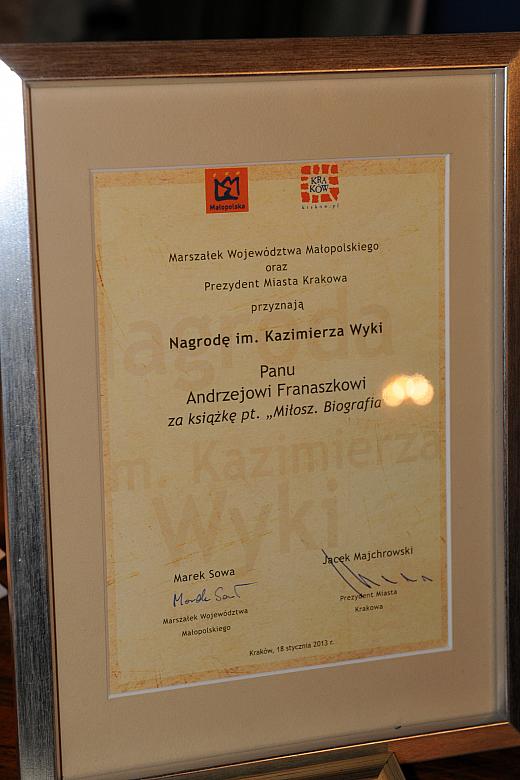 Małopolska
KRA
KÓW
krakow.pl
Marszałek Województwa Małopolskiego
oraz
Prezydent Miasta Krakowa
przyznają
Nagrodę im. Kazimierza Wyki
Panu
Andrzejowi Franaszkowi
za książkę pt. „Miłosz. Biografia
Nagroda
im. Kazimierza
Wyki
Marek Sowa
Marszałek Województwa
Małopolskiego
Jacek Majchrowski
Prezydent Miasta
Krakowa
Kraków, 18 stycznia 2013 r.